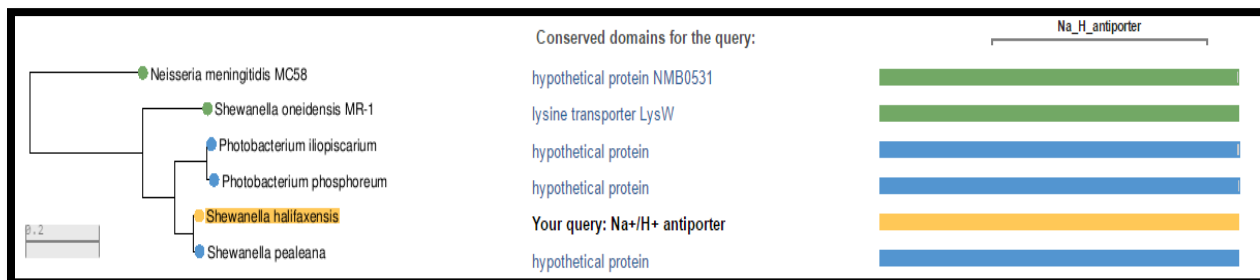 Na_H_antiporter
Conserved domains for the query:
Neisseria meningitidis MC58 hypothetical protein NMB0531
Shewanella oneidensis MR-1 lysine transporter LysW
Photobacterium iliopiscarium hypothetical protein
Photobacterium phosphoreum hypothetical protein
Shewanella halifaxensis Your query: Na+/H+ antiporter
0.2
Shewanella pealeana hypothetical protein